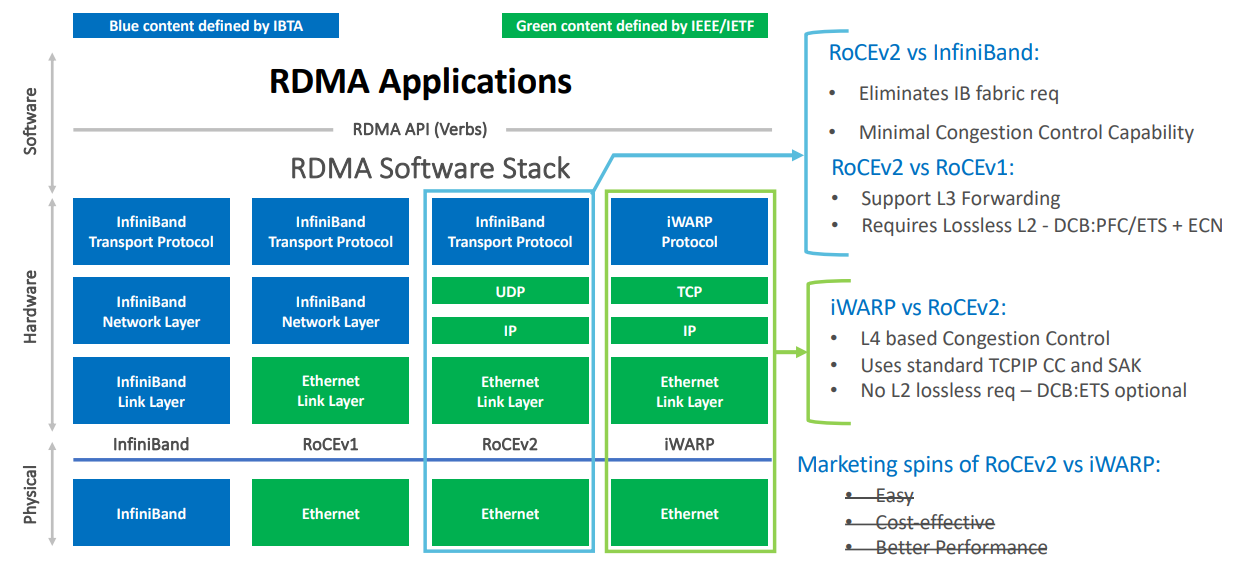 Blue content defined by IBTA
Green content defined by IEEE/IETF
Software
RDMA Applications
RDMA API (Verbs)
RDMA Software Stack
Hardware
InfiniBand
Transport Protocol
InfiniBand
Transport Protocol
InfiniBand
Transport Protocol
iWARP
Protocol
InfiniBand
Network Layer
InfiniBand
Network Layer
UDP
TCP
IP
IP
InfiniBand
Link Layer
Ethernet
Link Layer
Ethernet
Link Layer
Ethernet
Link Layer
InfiniBand
RoCEv1
RoCEv2
iWARP
Physical
InfiniBand
Ethernet
Ethernet
Ethernet
RoCEv2 vs InfiniBand:
• Eliminates IB fabric req
• Minimal Congestion Control Capability
RoCEv2 vs RoCEv1:
• Support L3 Forwarding
• Requires Lossless L2 - DCB:PFC/ETS + ECN
iWARP vs RoCEv2:
• L4 based Congestion Control
• Uses standard TCPIP CC and SAK
• No L2 lossless req – DCB:ETS optional
Marketing spins of RoCEv2 vs iWARP:
• Easy
• Cost-effective
• Better Performance